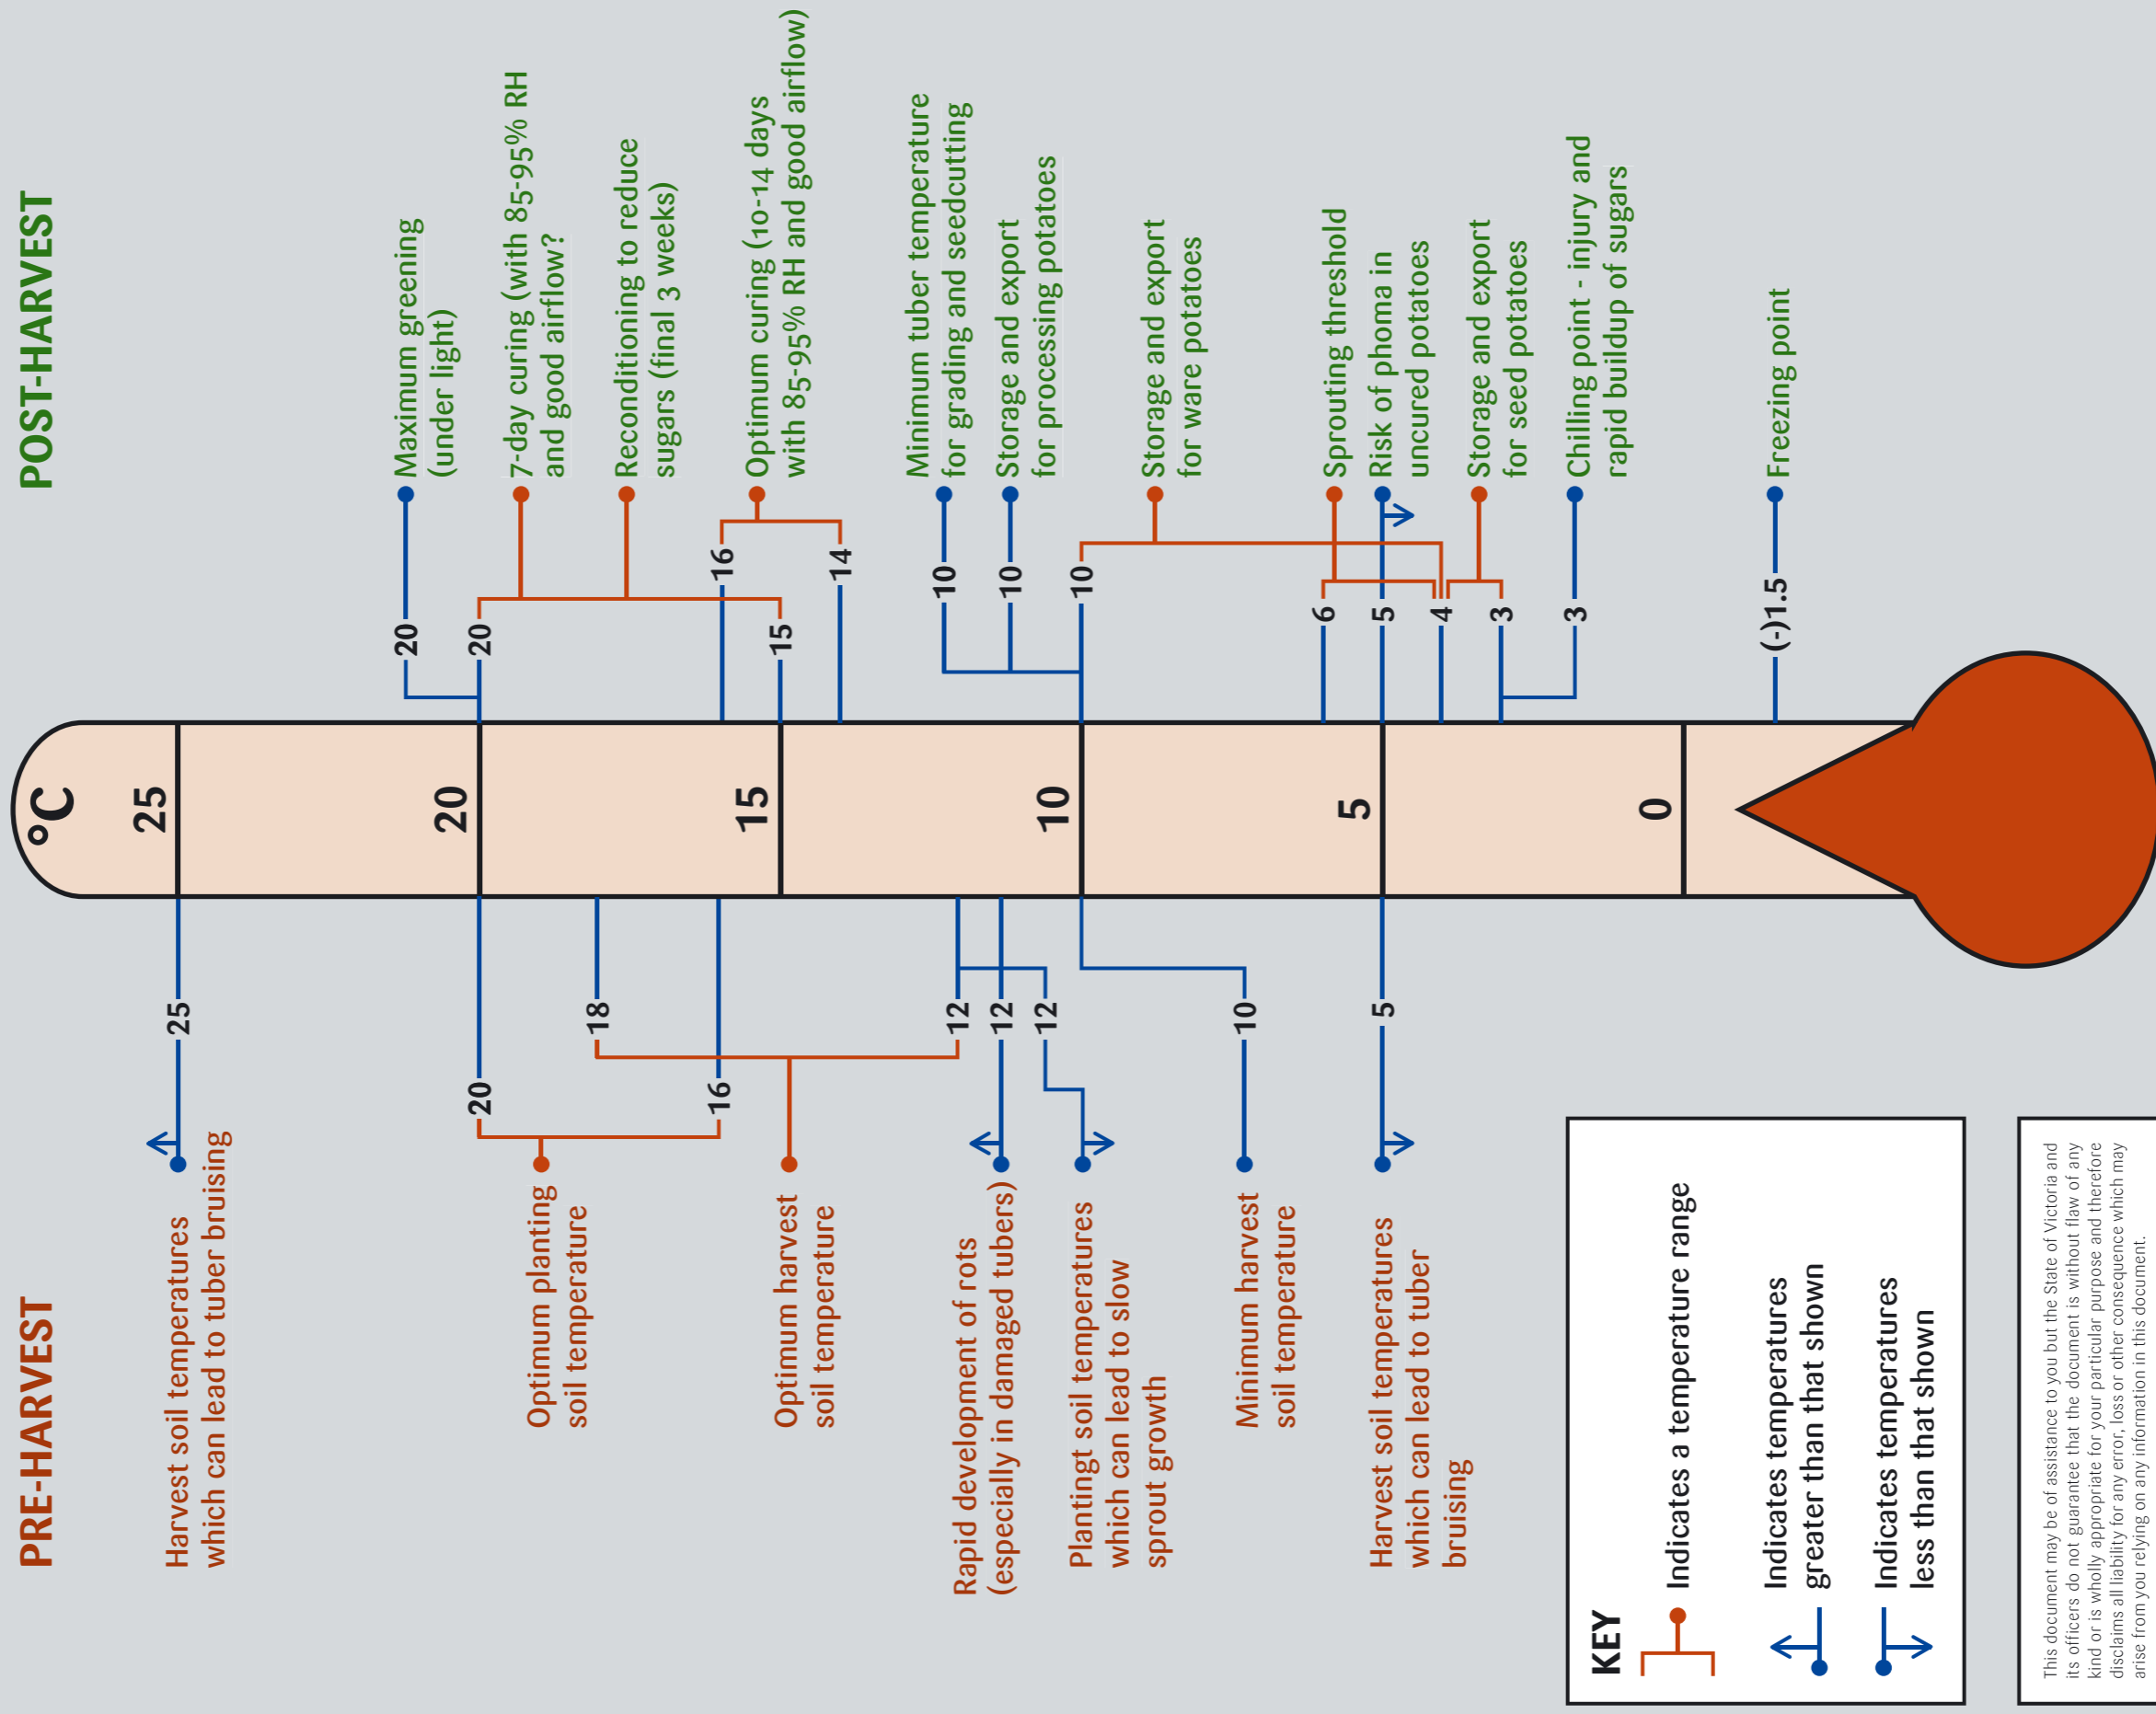 PRE-HARVEST
25
Harvest soil temperatures
which can lead to tuber bruising
20
16
Optimum planting
soil temperature
18
12
Optimum harvest
soil temperature
12
Rapid development of rots
(especially in damaged tubers)
12
Plantingt soil temperatures
which can lead to slow
sprout growth
10
Minimum harvest
soil temperature
5
Harvest soil temperatures
which can lead to tuber
bruising
°C
25
20
15
10
5
0
POST-HARVEST
20
Maximum greening
(under light)
20
15
7-day curing (with 85-95% RH
and good airflow?
Reconditioning to reduce
sugars (final 3 weeks)
16
14
Optimum curing (10-14 days
with 85-95% RH and good airflow)
10
Minimum tuber temperature
for grading and seedcutting
10
Storage and export
for processing potatoes
10
Storage and export
for ware potatoes
6
Sprouting threshold
5
Risk of phoma in
uncured potatoes
4
3
Storage and export
for seed potatoes
3
Chilling point - injury and
rapid buildup of sugars
(-)1.5
Freezing point
KEY
Indicates a temperature range
Indicates temperatures
greater than that shown
Indicates temperatures
less than that shown
This document may be of assistance to you but the State of Victoria and
its officers do not guarantee that the document is without flaw of any
kind or is wholly appropriate for your particular purpose and therefore
disclaims all liability for any error, loss or other consequence which may
arise from you relying on any information in this document.